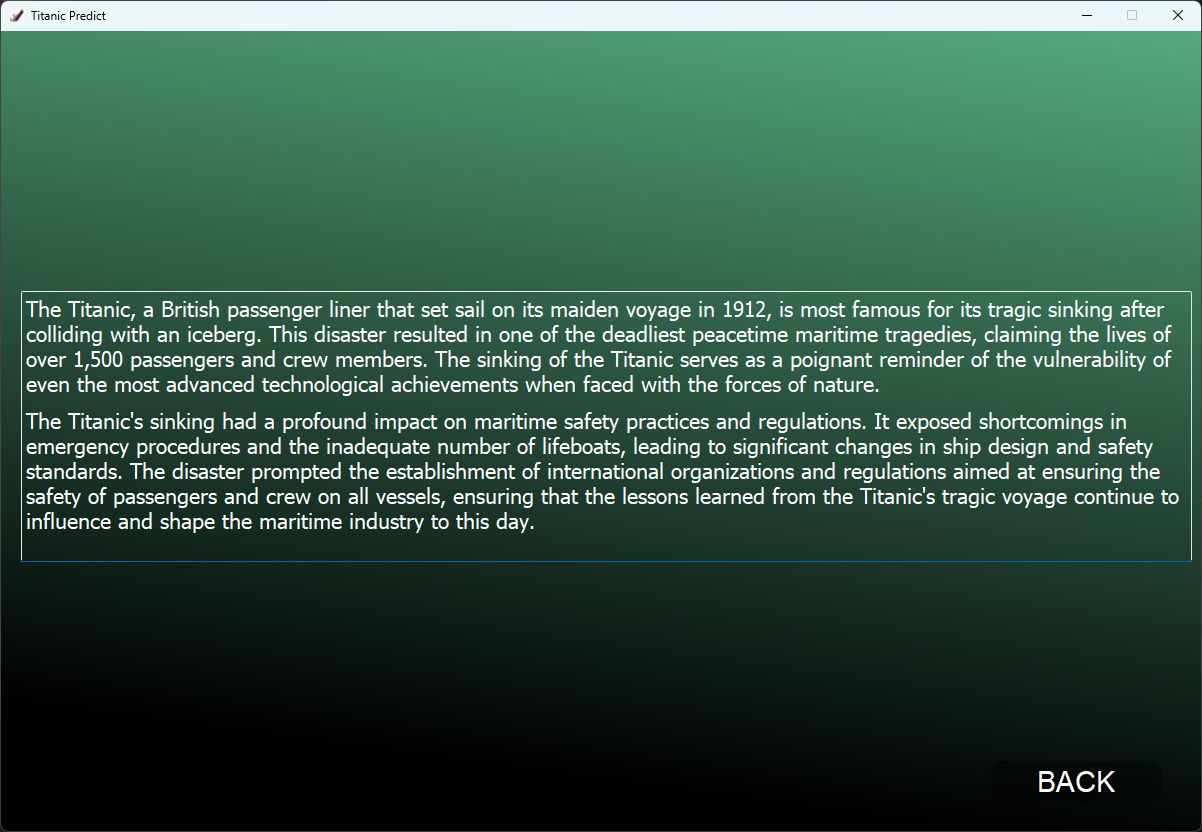 Titanic Predict
The Titanic, a British passenger liner that set sail on its maiden voyage in 1912, is most famous for its tragic sinking after
colliding with an iceberg. This disaster resulted in one of the deadliest peacetime maritime tragedies, claiming the lives of
over 1,500 passengers and crew members. The sinking of the Titanic serves as a poignant reminder of the vulnerability of
even the most advanced technological achievements when faced with the forces of nature.
The Titanic's sinking had a profound impact on maritime safety practices and regulations. It exposed shortcomings in
emergency procedures and the inadequate number of lifeboats, leading to significant changes in ship design and safety
standards. The disaster prompted the establishment of international organizations and regulations aimed at ensuring the
safety of passengers and crew on all vessels, ensuring that the lessons learned from the Titanic's tragic voyage continue to
influence and shape the maritime industry to this day.
BACK